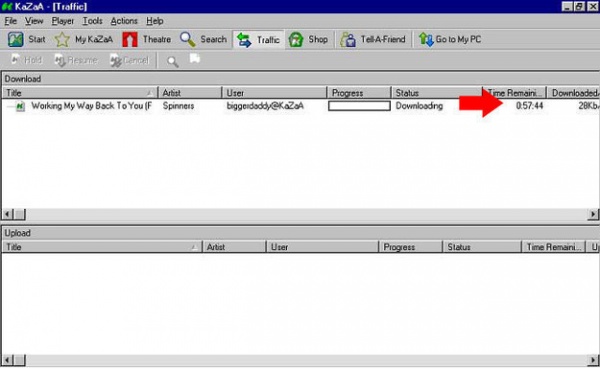 KaZaA - [Traffic]
File View Player Tools Actions Help
Start My KaZaA Theatre Search Traffic Shop Tell-A-Friend Go to My PC
Hold Resume Cancel
Download
Title Artist User Progress Status Time Remaini... Downloaded/
Working My Way Back To You (F Spinners biggerdaddy@KaZaA Downloading 0:57:44 28Kb/
Upload
Title Artist User Progress Status Time Remaini... Up